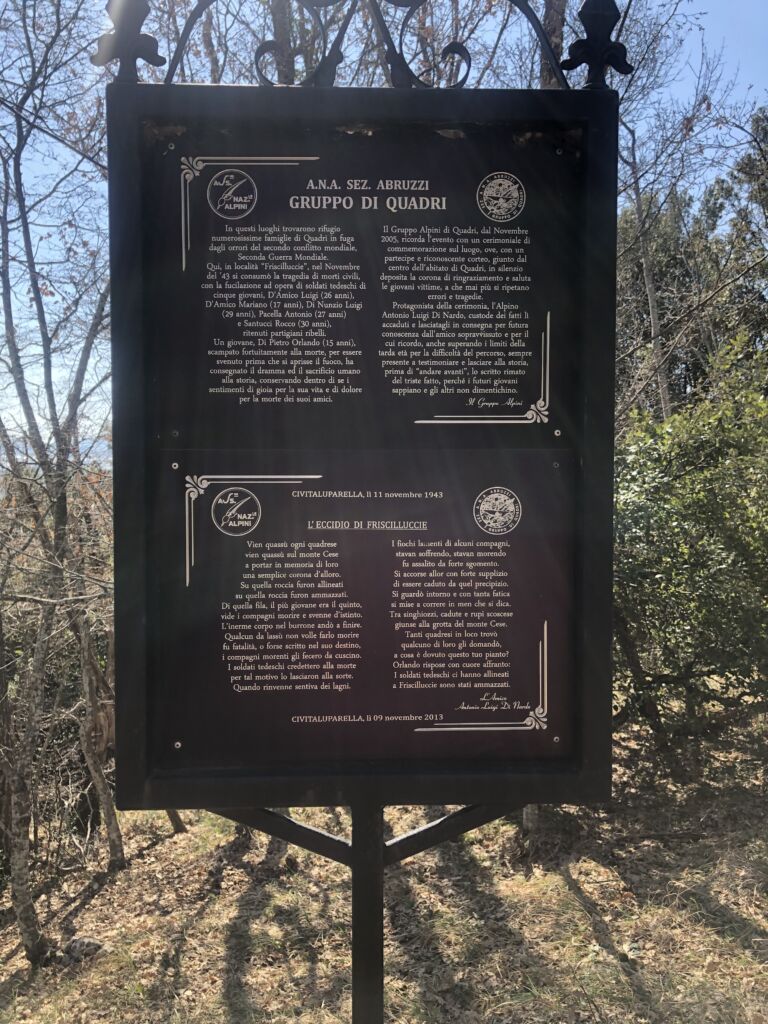 A.N.A. SEZ. ABRUZZI
GRUPPO DI QUADRI
In questi luoghi trovarono rifugio
numerosissime famiglie di Quadri in fuga
dagli orrori del secondo conflitto mondiale,
Seconda Guerra Mondiale.
Qui, in località "Friscilluccie", nel Novembre
del '43 si consumò la tragedia di morti civili,
con la fucilazione ad opera di soldati tedeschi di
cinque giovani, D'Amico Luigi (26 anni),
D'Amico Mariano (17 anni), Di Nunzio Luigi
(29 anni), Pacella Antonio (27 anni)
e Santucci Rocco (30 anni),
ritenuti partigiani ribelli.
Un giovane, Di Pietro Orlando (15 anni),
scampato fortuitamente alla morte, per essere
svenuto prima che si aprisse il fuoco, ha
consegnato il dramma ed il sacrificio umano
alla storia, conservando dentro di se i
sentimenti di gioia per la sua vita e di dolore
per la morte dei suoi amici.
Il Gruppo Alpini di Quadri, dal Novembre
2005, ricorda l'evento con un cerimoniale di
commemorazione sul luogo, ove, con un
partecipe e riconoscente corteo, giunto dal
centro dell'abitato di Quadri, in silenzio
deposita la corona di ringraziamento e saluta
le giovani vittime, a che mai più si ripetano
errori e tragedie.
Protagonista della cerimonia, l'Alpino
Antonio Luigi Di Nardo, custode dei fatti lì
accaduti e lasciatagli in consegna per futura
conoscenza dall'amico sopravvissuto e per il
cui ricordo, anche superando i limiti della
tarda età per la difficoltà del percorso, sempre
presente a testimoniare e lasciare alla storia,
prima di "andare avanti", lo scritto rimato
del triste fatto, perché i futuri giovani
sappiano e gli altri non dimentichino.
Il Gruppo Alpini
CIVITALUPARELLA, lì 11 novembre 1943
L'ECCIDIO DI FRISCILLUCCIE
Vien quassù ogni quadrese
vien quassù sul monte Cese
a portar in memoria di loro
una semplice corona d'alloro.
Su quella roccia furon allineati
su quella roccia furon ammazzati.
Di quella fila, il più giovane era il quinto,
vide i compagni morire e svenne d'istinto.
L'inerme corpo nel burrone andò a finire.
Qualcun da lassù non volle farlo morire
fu fatalità, o forse scritto nel suo destino,
i compagni morenti gli fecero da cuscino.
I soldati tedeschi credettero alla morte
per tal motivo lo lasciaron alla sorte.
Quando rinvenne sentiva dei lagni.
I fiochi la...enti di alcuni compagni,
stavan soffrendo, stavan morendo
fu assalito da forte sgomento.
Si accorse allor con forte supplizio
di essere caduto da quel precipizio.
Si guardò intorno e con tanta fatica
si mise a correre in men che si dica.
Tra singhiozzi, cadute e rupi scoscese
giunse alla grotta del monte Cese.
Tanti quadresi in loco trovò
qualcuno di loro gli domandò,
a cosa è dovuto questo tuo pianto?
Orlando rispose con cuore affranto:
I soldati tedeschi ci hanno allineati
a Friscilluccie sono stati ammazzati.
L'Amico
Antonio Luigi Di Nardo
CIVITALUPARELLA, lì 09 novembre 2013